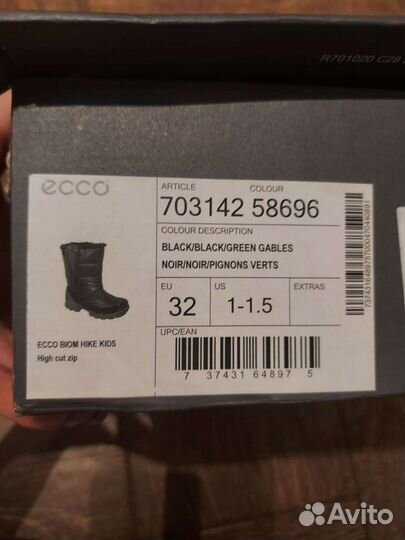 R701020 C28
ecco
ARTICLE COLOUR
703142 58696
COLOUR DESCRIPTION
BLACK/BLACK/GREEN GABLES
NOIR/NOIR/PIGNONS VERTS
EU US EXTRAS
32 1-1.5
UPC/EAN
7 37431 64897 5
ECCO BIOM HIKE KIDS
High cut zip
Avito